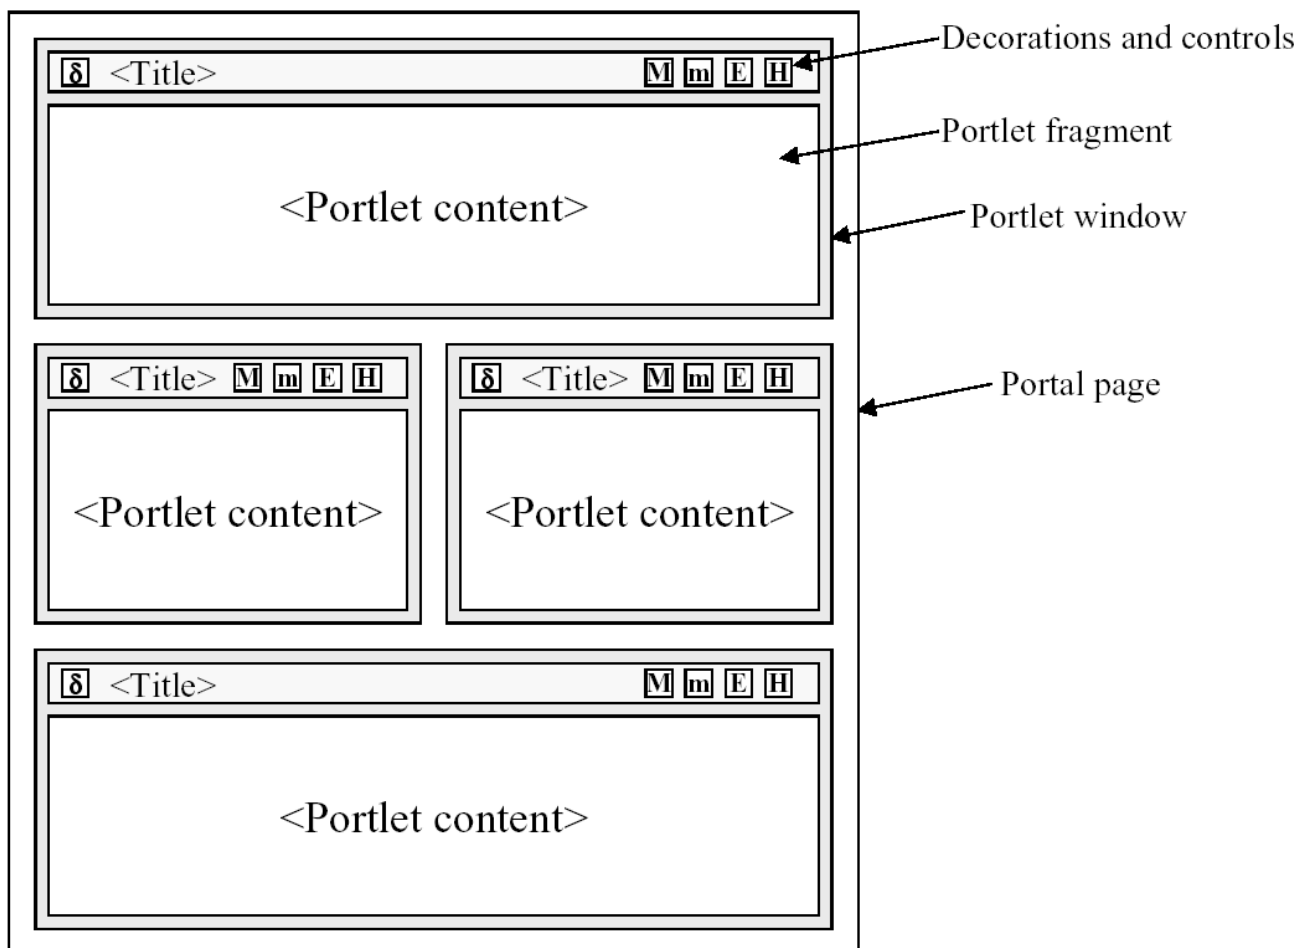 Decorations and controls
δ <Title> M m E H
Portlet fragment
<Portlet content>
Portlet window
δ <Title> M m E H
δ <Title> M m E H
Portal page
<Portlet content>
<Portlet content>
δ <Title> M m E H
<Portlet content>